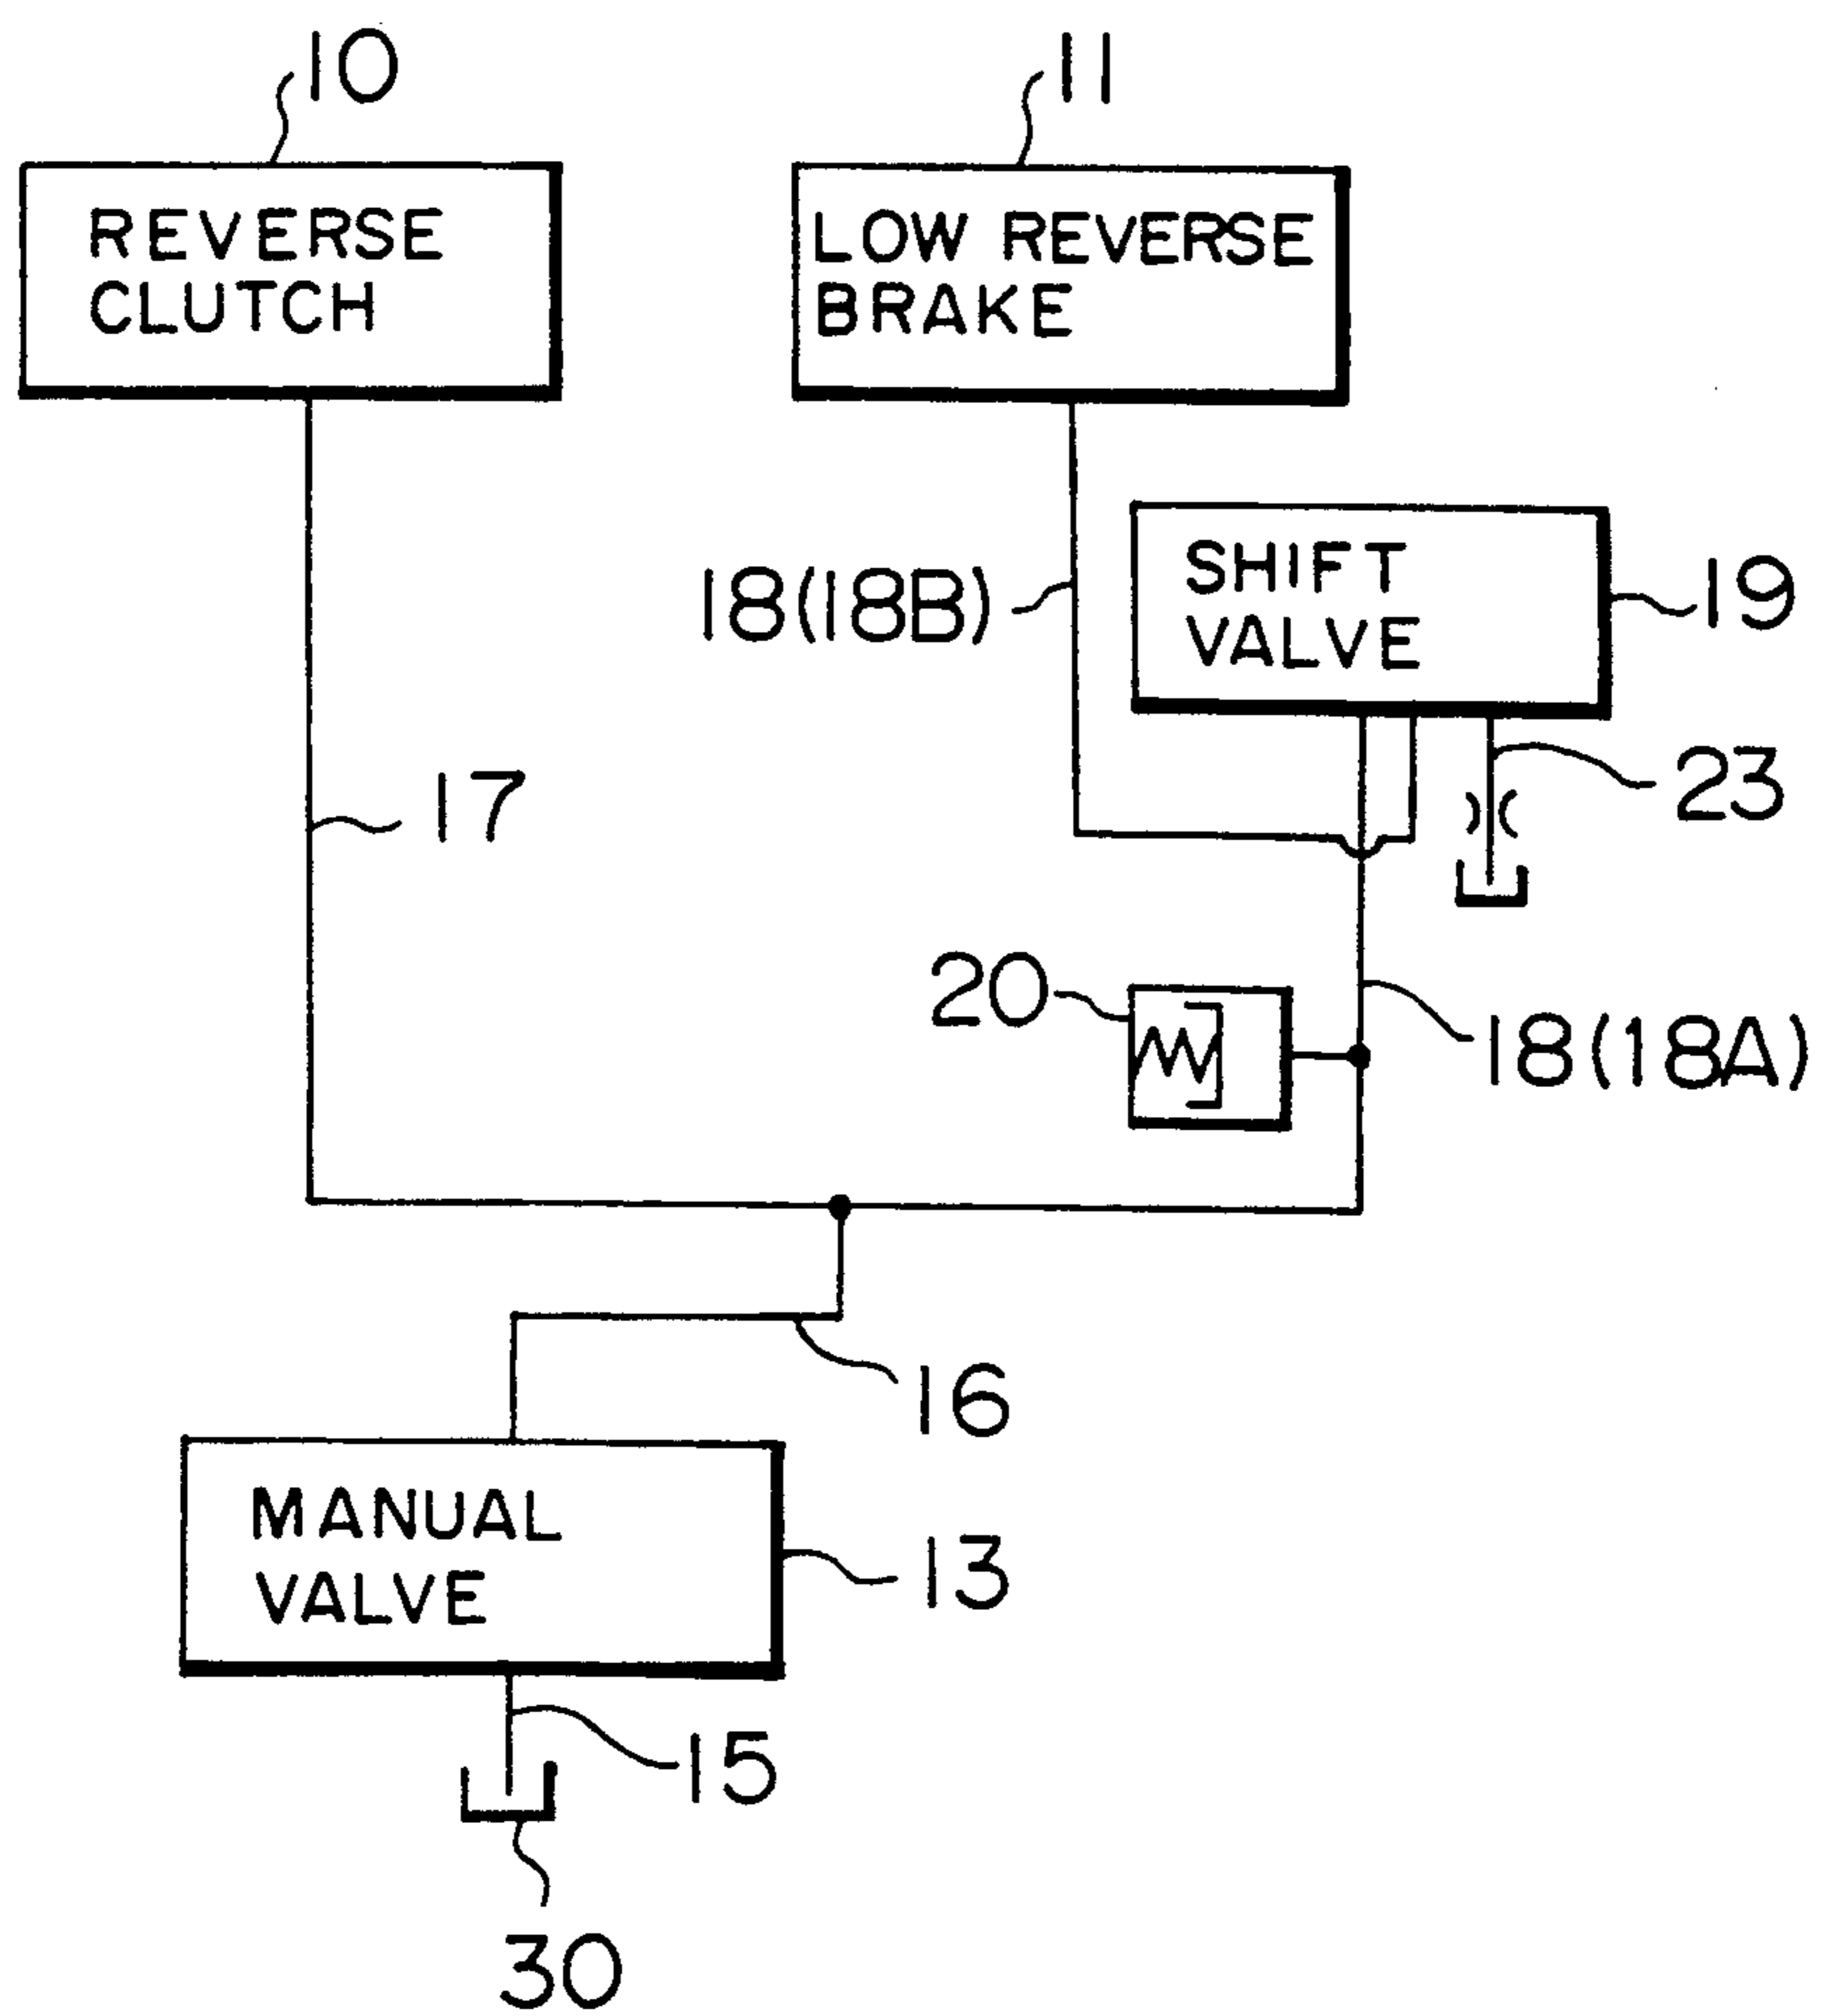 10
11
REVERSE
CLUTCH
LOW REVERSE
BRAKE
SHIFT
VALVE
18(18B)
19
17
23
20
18(18A)
16
MANUAL
VALVE
13
15
30